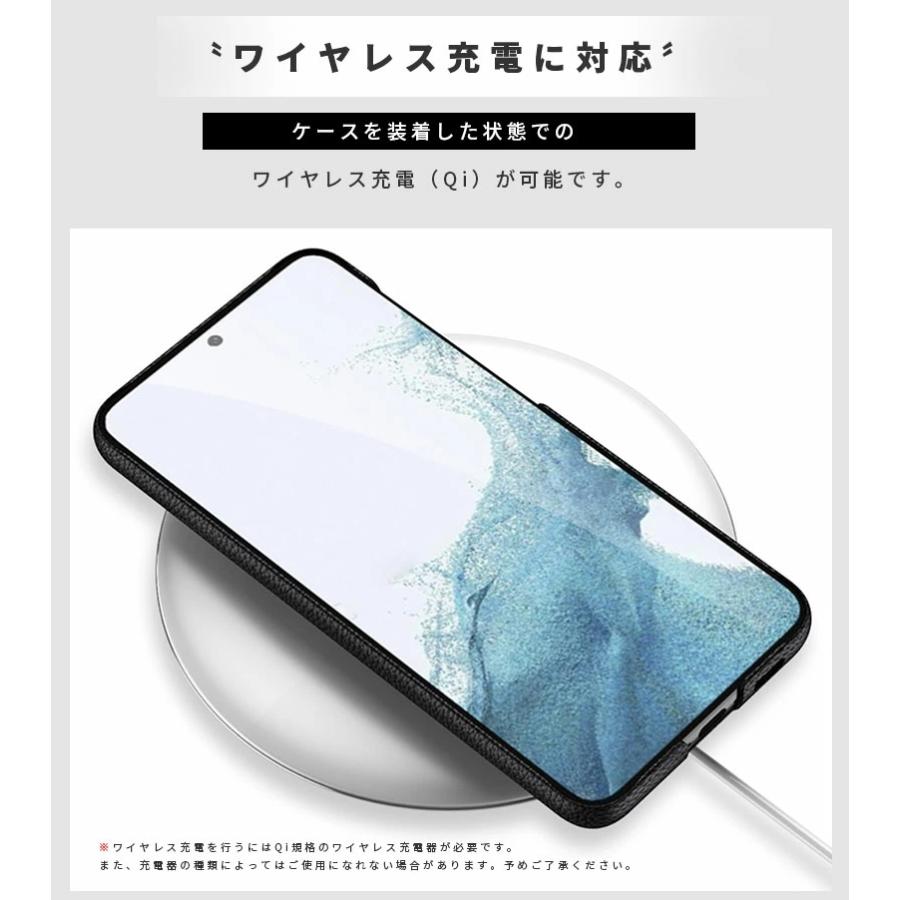 〝ワイヤレス充電に対応〞
ケースを装着した状態での
ワイヤレス充電（Qi）が可能です。
※ワイヤレス充電を行うにはQi規格のワイヤレス充電器が必要です。
また、充電器の種類によってはご使用になれない場合があります。予めご了承ください。